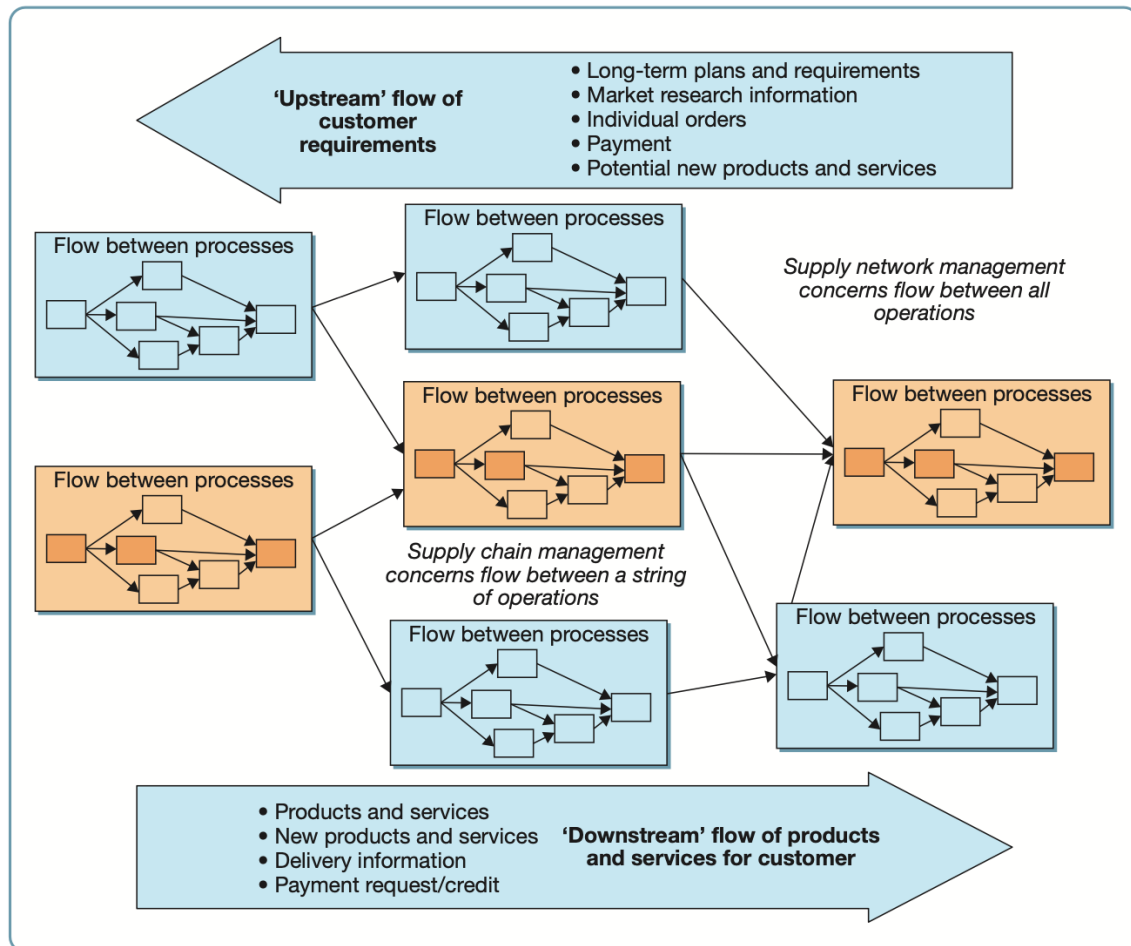 ‘Upstream’ flow of
customer
requirements
• Long-term plans and requirements
• Market research information
• Individual orders
• Payment
• Potential new products and services
Flow between processes
Flow between processes
Supply network management
concerns flow between all
operations
Flow between processes
Flow between processes
Flow between processes
Supply chain management
concerns flow between a string
of operations
Flow between processes
Flow between processes
• Products and services
• New products and services
• Delivery information
• Payment request/credit
‘Downstream’ flow of products
and services for customer